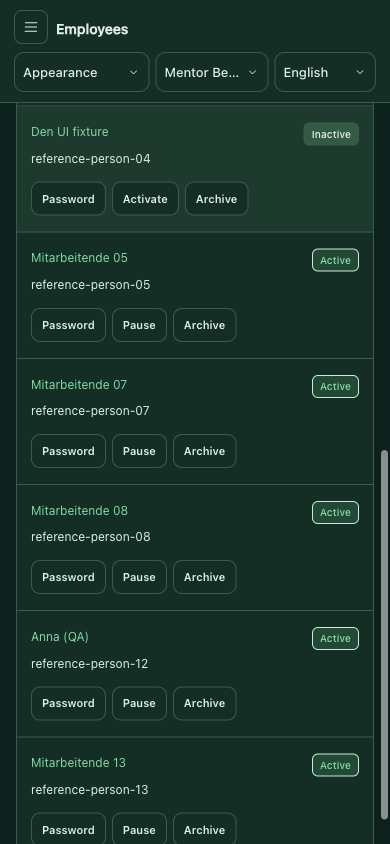 Employees
Appearance
Mentor Be...
English
Den UI fixture
Inactive
reference-person-04
Password
Activate
Archive
Mitarbeitende 05
Active
reference-person-05
Password
Pause
Archive
Mitarbeitende 07
Active
reference-person-07
Password
Pause
Archive
Mitarbeitende 08
Active
reference-person-08
Password
Pause
Archive
Anna (QA)
Active
reference-person-12
Password
Pause
Archive
Mitarbeitende 13
Active
reference-person-13
Password
Pause
Archive